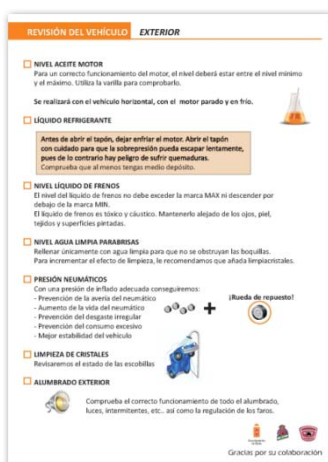 REVISIÓN DEL VEHÍCULO EXTERIOR
NIVEL ACEITE MOTOR
Para un correcto funcionamiento del motor, el nivel deberá estar entre el nivel mínimo
y el máximo. Utiliza la varilla para comprobarlo.
Se realizará con el vehículo horizontal, con el motor parado y en frío.
LÍQUIDO REFRIGERANTE
Antes de abrir el tapón, dejar enfriar el motor. Abrir el tapón
con cuidado para que la sobrepresión pueda escapar lentamente,
pues de lo contrario hay peligro de sufrir quemaduras.
Comprueba que al menos tengas medio depósito.
NIVEL LÍQUIDO DE FRENOS
El nivel del líquido de frenos no debe exceder la marca MAX ni descender por
debajo de la marca MIN.
El líquido de frenos es tóxico y cáustico. Mantenerlo alejado de los ojos, piel,
tejidos y superficies pintadas.
NIVEL AGUA LIMPIA PARABRISAS
Rellenar únicamente con agua limpia para que no se obstruyan las boquillas.
Para incrementar el efecto de limpieza, le recomendamos que añada limpiacristales.
PRESIÓN NEUMÁTICOS
Con una presión de inflado adecuada conseguiremos:
- Prevención de la avería del neumático
- Aumento de la vida del neumático
- Prevención del desgaste irregular
- Prevención del consumo excesivo
- Mejor estabilidad del vehículo
¡Rueda de repuesto!
LIMPIEZA DE CRISTALES
Revisaremos el estado de las escobillas
ALUMBRADO EXTERIOR
Comprueba el correcto funcionamiento de todo el alumbrado,
luces, intermitentes, etc.. así como la regulación de los faros.
Gracias por su colaboración